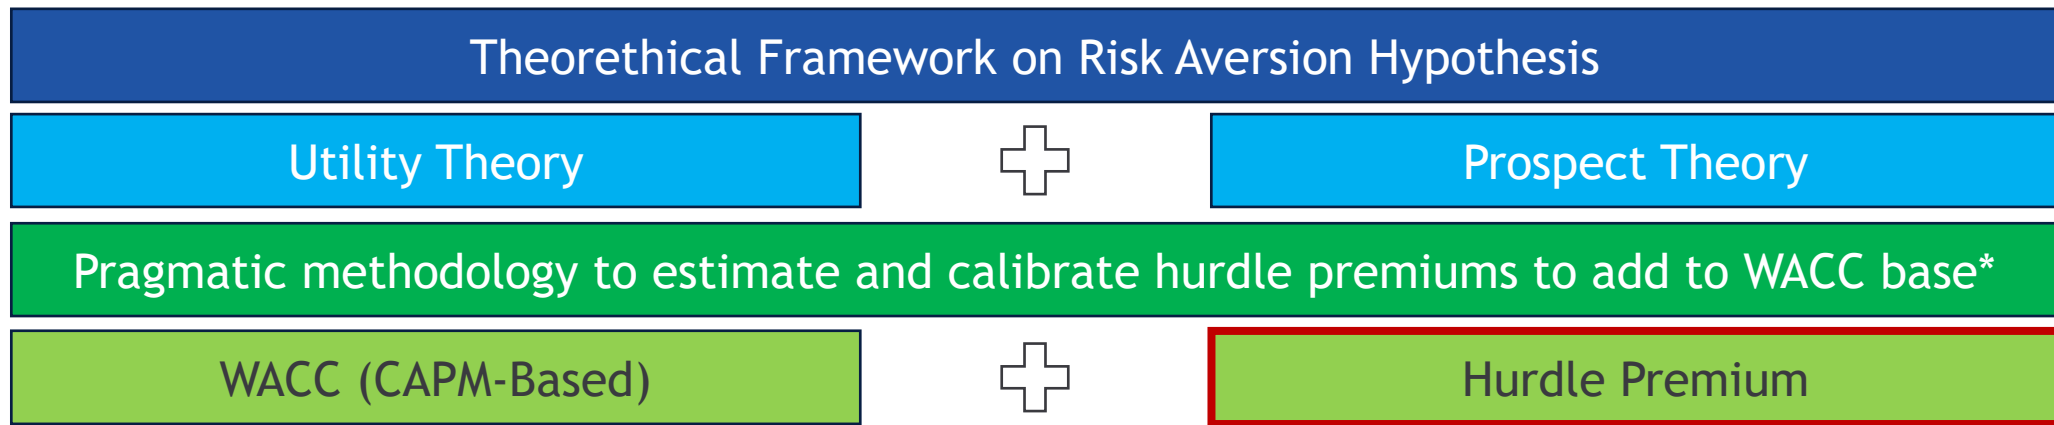 Theorethical Framework on Risk Aversion Hypothesis
Utility Theory
Prospect Theory
Pragmatic methodology to estimate and calibrate hurdle premiums to add to WACC base*
WACC (CAPM-Based)
Hurdle Premium